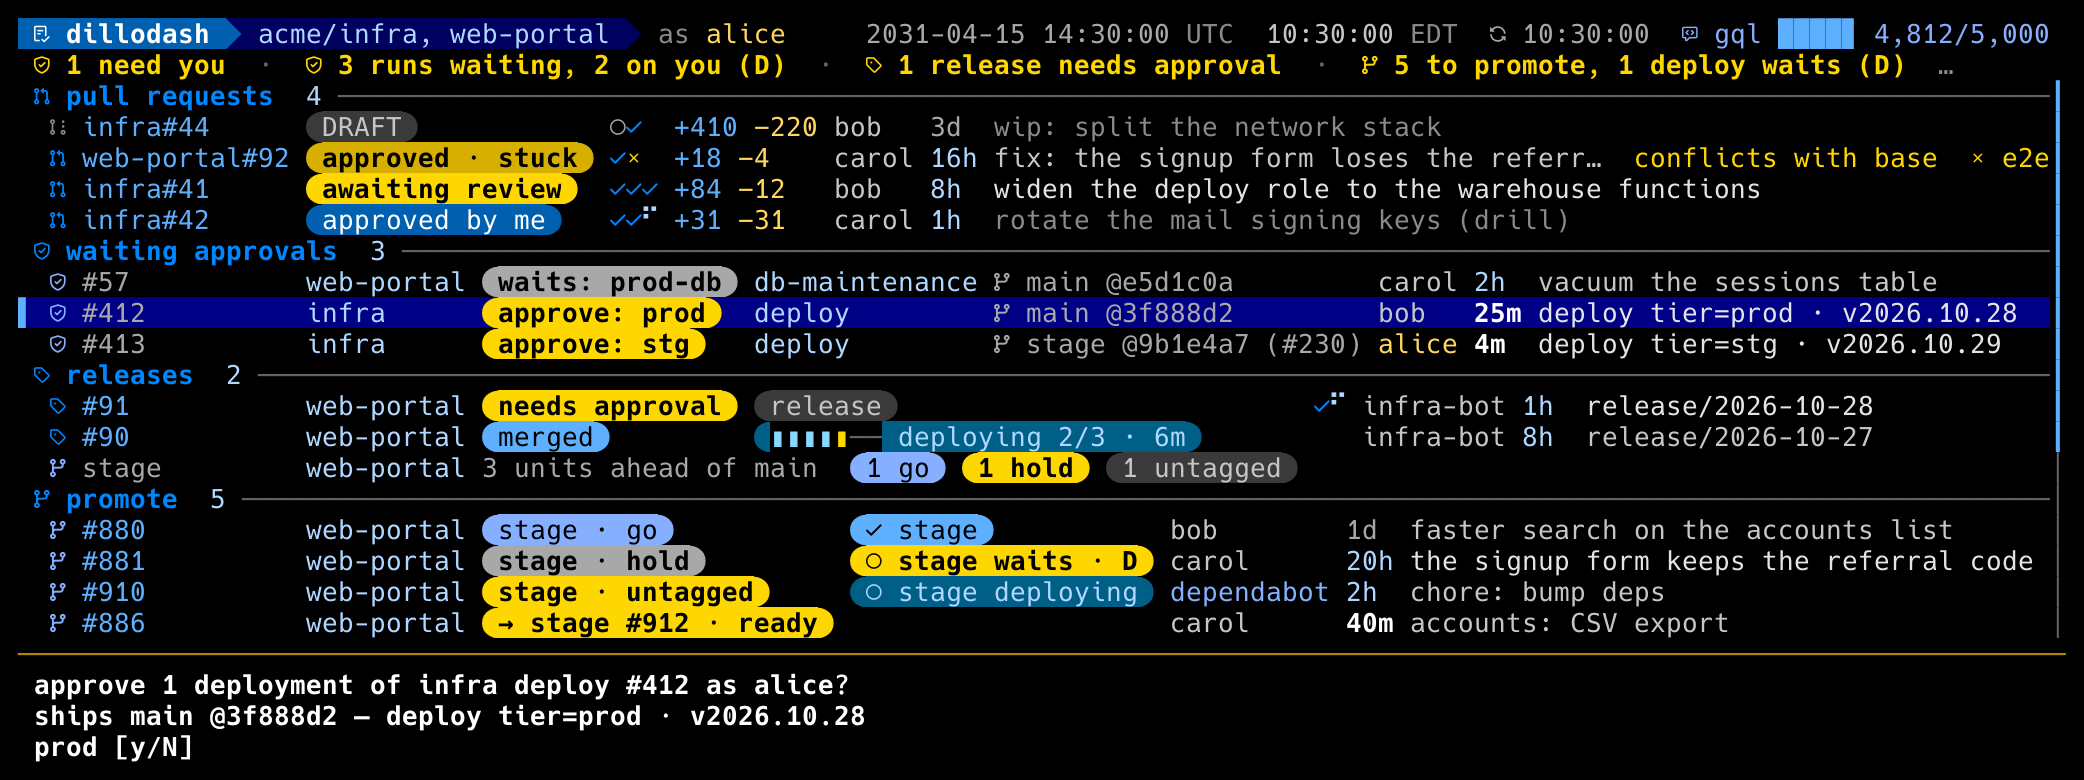 dillodash acme/infra, web-portal as alice 2031-04-15 14:30:00 UTC 10:30:00 EDT 10:30:00 gql 4,812/5,000
1 need you · 3 runs waiting, 2 on you (D) · 1 release needs approval · 5 to promote, 1 deploy waits (D) …
pull requests 4
infra#44 DRAFT ○✓ +410 −220 bob 3d wip: split the network stack
web-portal#92 approved · stuck ✓× +18 −4 carol 16h fix: the signup form loses the referr… conflicts with base × e2e
infra#41 awaiting review ✓✓✓ +84 −12 bob 8h widen the deploy role to the warehouse functions
infra#42 approved by me ✓✓ +31 −31 carol 1h rotate the mail signing keys (drill)
waiting approvals 3
#57 web-portal waits: prod-db db-maintenance main @e5d1c0a carol 2h vacuum the sessions table
#412 infra approve: prod deploy main @3f888d2 bob 25m deploy tier=prod · v2026.10.28
#413 infra approve: stg deploy stage @9b1e4a7 (#230) alice 4m deploy tier=stg · v2026.10.29
releases 2
#91 web-portal needs approval release ✓ infra-bot 1h release/2026-10-28
#90 web-portal merged deploying 2/3 · 6m infra-bot 8h release/2026-10-27
stage web-portal 3 units ahead of main 1 go 1 hold 1 untagged
promote 5
#880 web-portal stage · go ✓ stage bob 1d faster search on the accounts list
#881 web-portal stage · hold ○ stage waits · D carol 20h the signup form keeps the referral code
#910 web-portal stage · untagged ○ stage deploying dependabot 2h chore: bump deps
#886 web-portal → stage #912 · ready carol 40m accounts: CSV export
approve 1 deployment of infra deploy #412 as alice?
ships main @3f888d2 — deploy tier=prod · v2026.10.28
prod [y/N]